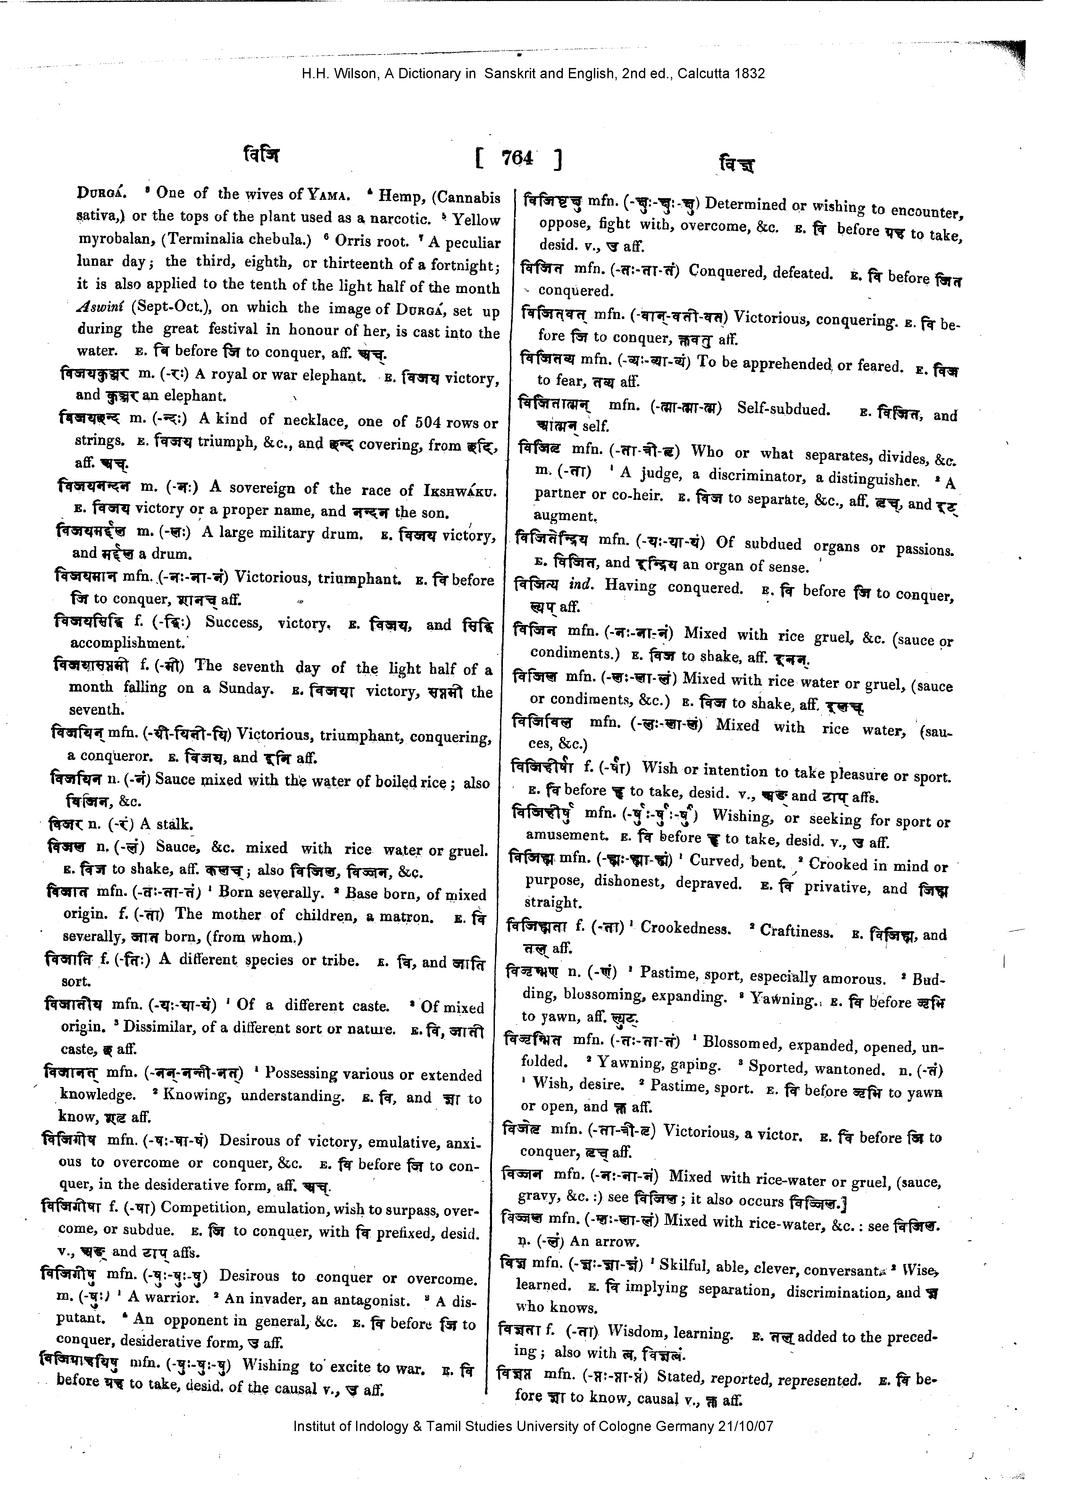 H.H. Wilson, A Dictionary in Sanskrit and English, 2nd ed., Calcutta 1832
विजि
[ 764 ]
विज्ञ
DURGÁ. ³ One of the wives of YAMA. ⁴ Hemp, (Cannabis
sativa,) or the tops of the plant used as a narcotic. ⁵ Yellow
myrobalan, (Terminalia chebula.) ⁶ Orris root. ⁷ A peculiar
lunar day; the third, eighth, or thirteenth of a fortnight;
it is also applied to the tenth of the light half of the month
Aswiní (Sept-Oct.), on which the image of DURGÁ, set up
during the great festival in honour of her, is cast into the
water. E. वि before जि to conquer, aff. अच्.
विजयकुञ्जर m. (-रः) A royal or war elephant. E. विजय victory,
and कुञ्जर an elephant.
विजयछन्द m. (-न्दः) A kind of necklace, one of 504 rows or
strings. E. विजय triumph, &c., and छन्द covering, from छदि,
aff. अच्.
विजयनन्दन m. (-नः) A sovereign of the race of IKSHWÁKU.
E. विजय victory or a proper name, and नन्दन the son.
विजयमर्द्दल m. (-लः) A large military drum. E. विजय victory,
and मर्द्दल a drum.
विजयमान mfn. (-नः-ना-नं) Victorious, triumphant. E. वि before
जि to conquer, शानच् aff.
विजयसिद्धि f. (-द्धिः) Success, victory. E. विजय, and सिद्धि
accomplishment.
विजयासप्तमी f. (-मी) The seventh day of the light half of a
month falling on a Sunday. E. विजया victory, सप्तमी the
seventh.
विजयिन् mfn. (-यी-यिनी-यि) Victorious, triumphant, conquering,
a conqueror. E. विजय, and इनि aff.
विजयिन n. (-नं) Sauce mixed with the water of boiled rice; also
विजिन, &c.
विजर n. (-रं) A stalk.
विजल n. (-लं) Sauce, &c. mixed with rice water or gruel.
E. विज to shake, aff. कलच्; also विजिल, विज्जन, &c.
विजात mfn. (-तः-ता-तं) ¹ Born severally. ² Base born, of mixed
origin. f. (-ता) The mother of children, a matron. E. वि
severally, जात born, (from whom.)
विजाति f. (-तिः) A different species or tribe. E. वि, and जाति
sort.
विजातीय mfn. (-यः-या-यं) ¹ Of a different caste. ² Of mixed
origin. ³ Dissimilar, of a different sort or nature. E. वि, जाती
caste, छ aff.
विजानत् mfn. (-नन्-नन्ती-नत्) ¹ Possessing various or extended
knowledge. ² Knowing, understanding. E. वि, and ज्ञा to
know, शतृ aff.
विजिगीष mfn. (-षः-षा-षं) Desirous of victory, emulative, anxi-
ous to overcome or conquer, &c. E. वि before जि to con-
quer, in the desiderative form, aff. अच्.
विजिगीषा f. (-षा) Competition, emulation, wish to surpass, over-
come, or subdue. E. जि to conquer, with वि prefixed, desid.
v., अङ् and टाप् affs.
विजिगीषु mfn. (-षुः-षुः-षु) Desirous to conquer or overcome.
m. (-षुः) ¹ A warrior. ² An invader, an antagonist. ³ A dis-
putant. ⁴ An opponent in general, &c. E. वि before जि to
conquer, desiderative form, उ aff.
विजिग्राहयिषु mfn. (-षुः-षुः-षु) Wishing to excite to war. E. वि
before ग्रह to take, desid. of the causal v., उ aff.
विजिघृक्षु mfn. (-क्षुः-क्षुः-क्षु) Determined or wishing to encounter,
oppose, fight with, overcome, &c. E. वि before ग्रह to take,
desid. v., उ aff.
विजित mfn. (-तः-ता-तं) Conquered, defeated. E. वि before जित
conquered.
विजितवत् mfn. (-वान्-वती-वत्) Victorious, conquering. E. वि be-
fore जि to conquer, क्तवतु aff.
विजितव्य mfn. (-व्यः-व्या-व्यं) To be apprehended or feared. E. विज
to fear, तव्य aff.
विजितात्मन् mfn. (-त्मा-त्मा-त्म) Self-subdued. E. विजित, and
आत्मन् self.
विजितृ mfn. (-ता-त्री-तृ) Who or what separates, divides, &c.
m. (-ता) ¹ A judge, a discriminator, a distinguisher. ² A
partner or co-heir. E. विज to separate, &c., aff. तृच्, and इट्
augment.
विजितेन्द्रिय mfn. (-यः-या-यं) Of subdued organs or passions.
E. विजित, and इन्द्रिय an organ of sense.
विजित्य ind. Having conquered. E. वि before जि to conquer,
ल्यप् aff.
विजिन mfn. (-नः-ना-नं) Mixed with rice gruel, &c. (sauce or
condiments.) E. विज to shake, aff. इनन्.
विजिल mfn. (-लः-ला-लं) Mixed with rice water or gruel, (sauce
or condiments, &c.) E. विज to shake, aff. इलच्
विजिविल mfn. (-लः-ला-लं) Mixed with rice water, (sau-
ces, &c.)
विजिहीर्षा f. (-र्षा) Wish or intention to take pleasure or sport.
E. वि before हृ to take, desid. v., अङ् and टाप् affs.
विजिहीर्षु mfn. (-र्षुः-र्षुः-र्षु) Wishing, or seeking for sport or
amusement. E. वि before हृ to take, desid. v., उ aff.
विजिह्म mfn. (-ह्मः-ह्मा-ह्मं) ¹ Curved, bent. ² Crooked in mind or
purpose, dishonest, depraved. E. वि privative, and जिह्म
straight.
विजिह्मता f. (-ता) ¹ Crookedness. ² Craftiness. E. विजिह्म, and
तल् aff.
विजृम्भण n. (-णं) ¹ Pastime, sport, especially amorous. ² Bud-
ding, blossoming, expanding. ³ Yawning. E. वि before जृभि
to yawn, aff. ल्युट्.
विजृम्भित mfn. (-तः-ता-तं) ¹ Blossomed, expanded, opened, un-
folded. ² Yawning, gaping. ³ Sported, wantoned. n. (-तं)
¹ Wish, desire. ² Pastime, sport. E. वि before जृभि to yawn
or open, and क्त aff.
विजेतृ mfn. (-ता-त्री-तृ) Victorious, a victor. E. वि before जि to
conquer, तृच् aff.
विज्जन mfn. (-नः-ना-नं) Mixed with rice-water or gruel, (sauce,
gravy, &c. :) see विजिल; it also occurs विज्जिल.]
विज्जल mfn. (-लः-ला-लं) Mixed with rice-water, &c. : see विजिल.
n. (-लं) An arrow.
विज्ञ mfn. (-ज्ञः-ज्ञा-ज्ञं) ¹ Skilful, able, clever, conversant. ² Wise,
learned. E. वि implying separation, discrimination, and ज्ञ
who knows.
विज्ञता f. (-ता) Wisdom, learning. E. तल् added to the preced-
ing; also with त्व, विज्ञत्वं.
विज्ञप्त mfn. (-प्तः-प्ता-प्तं) Stated, reported, represented. E. वि be-
fore ज्ञा to know, causal v., क्त aff.
Institut of Indology & Tamil Studies University of Cologne Germany 21/10/07